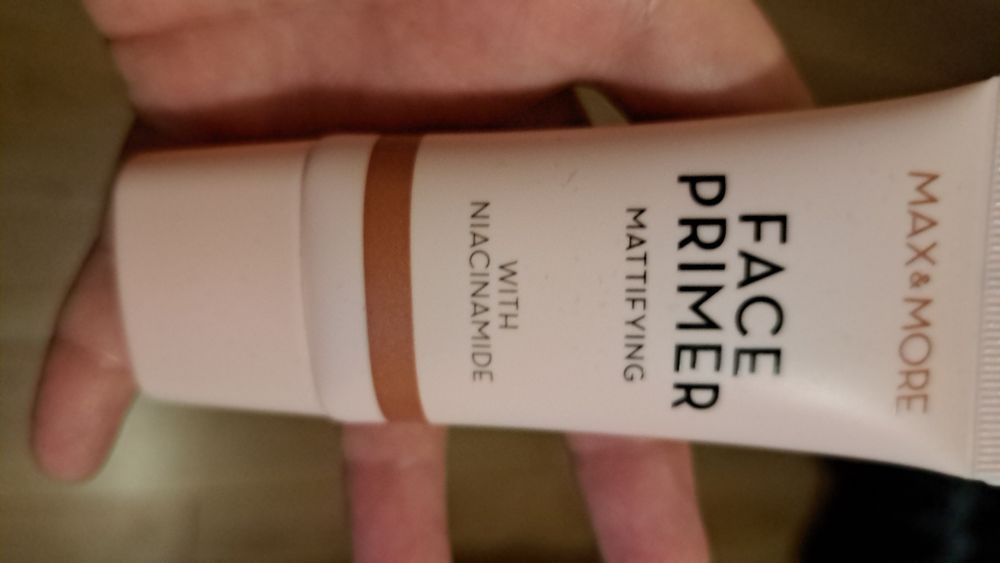 MAX & MORE
FACE
PRIMER
MATTIFYING
WITH
NIACINAMIDE